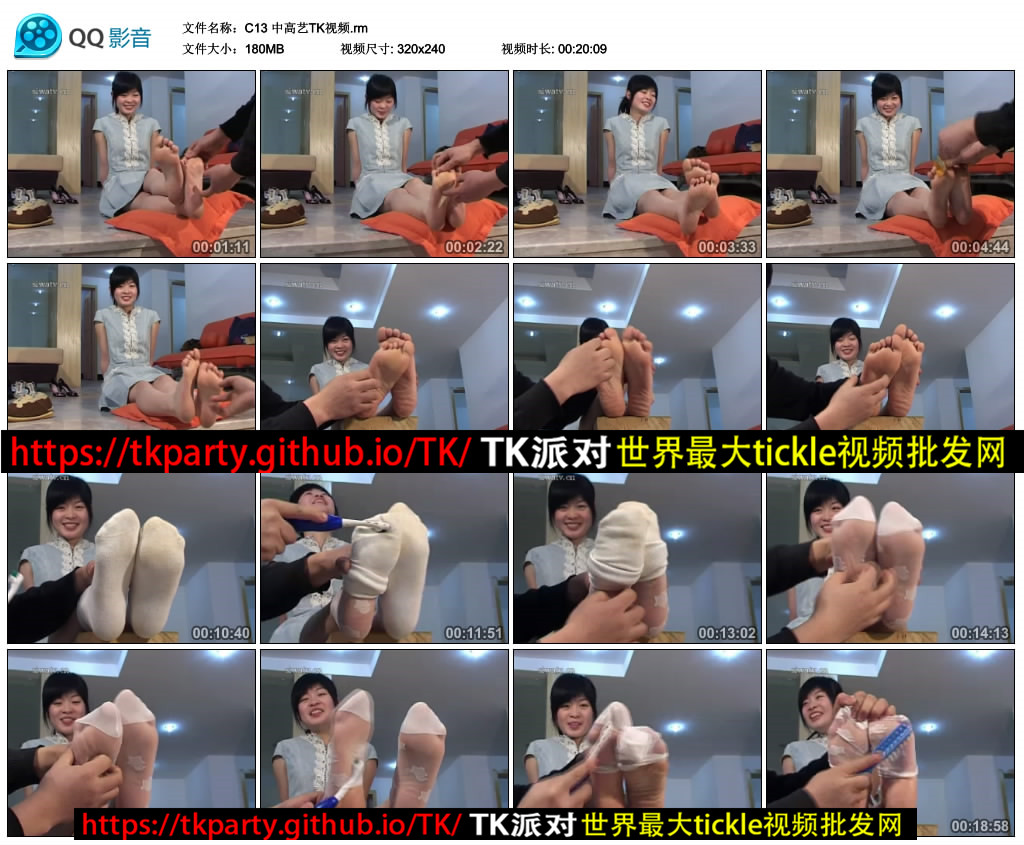 QQ 影音
文件名称: C13 中高艺TK视频.rm
文件大小: 180MB 视频尺寸: 320x240 视频时长: 00:20:09
00:01:11 00:02:22 00:03:33 00:04:44
https://tkparty.github.io/TK/ TK派对 世界最大tickle视频批发网
00:10:40 00:11:51 00:13:02 00:14:13
https://tkparty.github.io/TK/ TK派对 世界最大tickle视频批发网
00:18:58